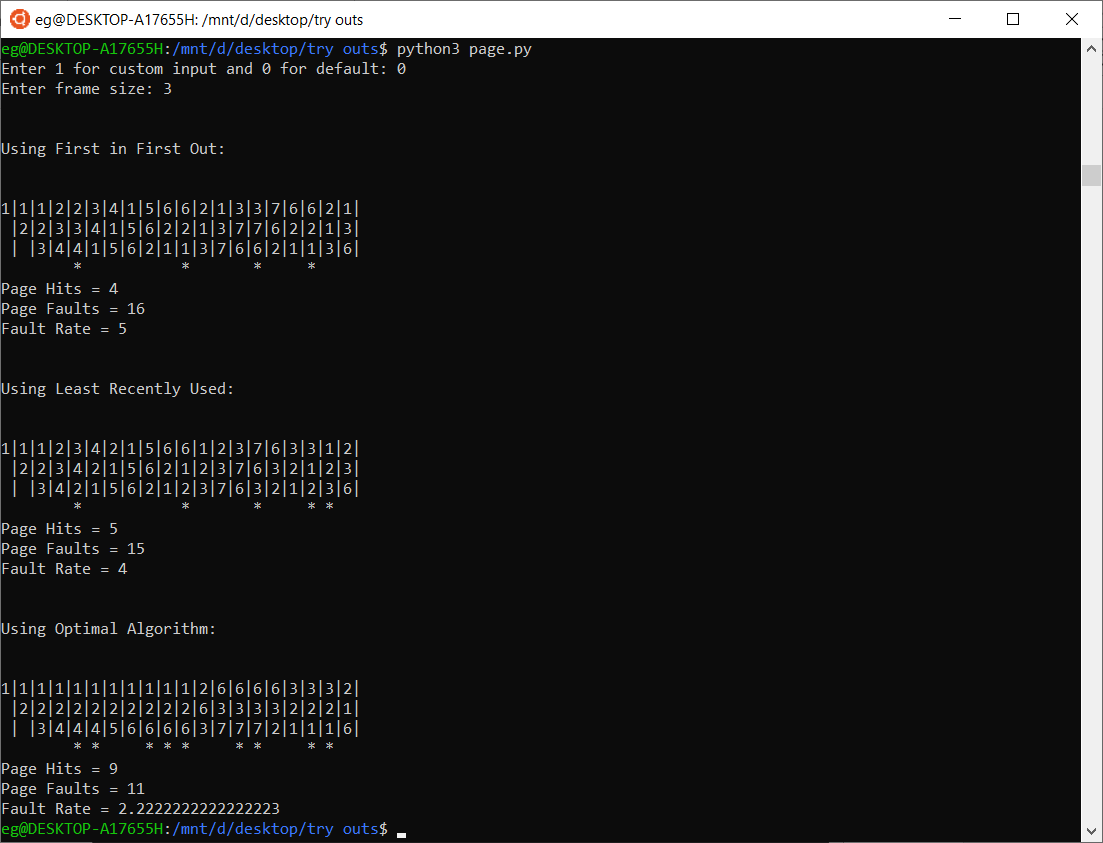 eg@DESKTOP-A17655H: /mnt/d/desktop/try outs
eg@DESKTOP-A17655H:/mnt/d/desktop/try outs$ python3 page.py
Enter 1 for custom input and 0 for default: 0
Enter frame size: 3
Using First in First Out:
1|1|1|2|2|3|4|1|5|6|6|2|1|3|3|7|6|6|2|1|
 |2|2|3|3|4|1|5|6|2|2|1|3|7|7|6|2|2|1|3|
 | |3|4|4|1|5|6|2|1|1|3|7|6|6|2|1|1|3|6|
        *           *       *     *
Page Hits = 4
Page Faults = 16
Fault Rate = 5
Using Least Recently Used:
1|1|1|2|3|4|2|1|5|6|6|1|2|3|7|6|3|3|1|2|
 |2|2|3|4|2|1|5|6|2|1|2|3|7|6|3|2|1|2|3|
 | |3|4|2|1|5|6|2|1|2|3|7|6|3|2|1|2|3|6|
        *           *       *     * *
Page Hits = 5
Page Faults = 15
Fault Rate = 4
Using Optimal Algorithm:
1|1|1|1|1|1|1|1|1|1|1|2|6|6|6|6|3|3|3|2|
 |2|2|2|2|2|2|2|2|2|2|6|3|3|3|3|2|2|2|1|
 | |3|4|4|4|5|6|6|6|6|3|7|7|7|2|1|1|1|6|
        * *     * * *     * *     * *
Page Hits = 9
Page Faults = 11
Fault Rate = 2.2222222222222223
eg@DESKTOP-A17655H:/mnt/d/desktop/try outs$